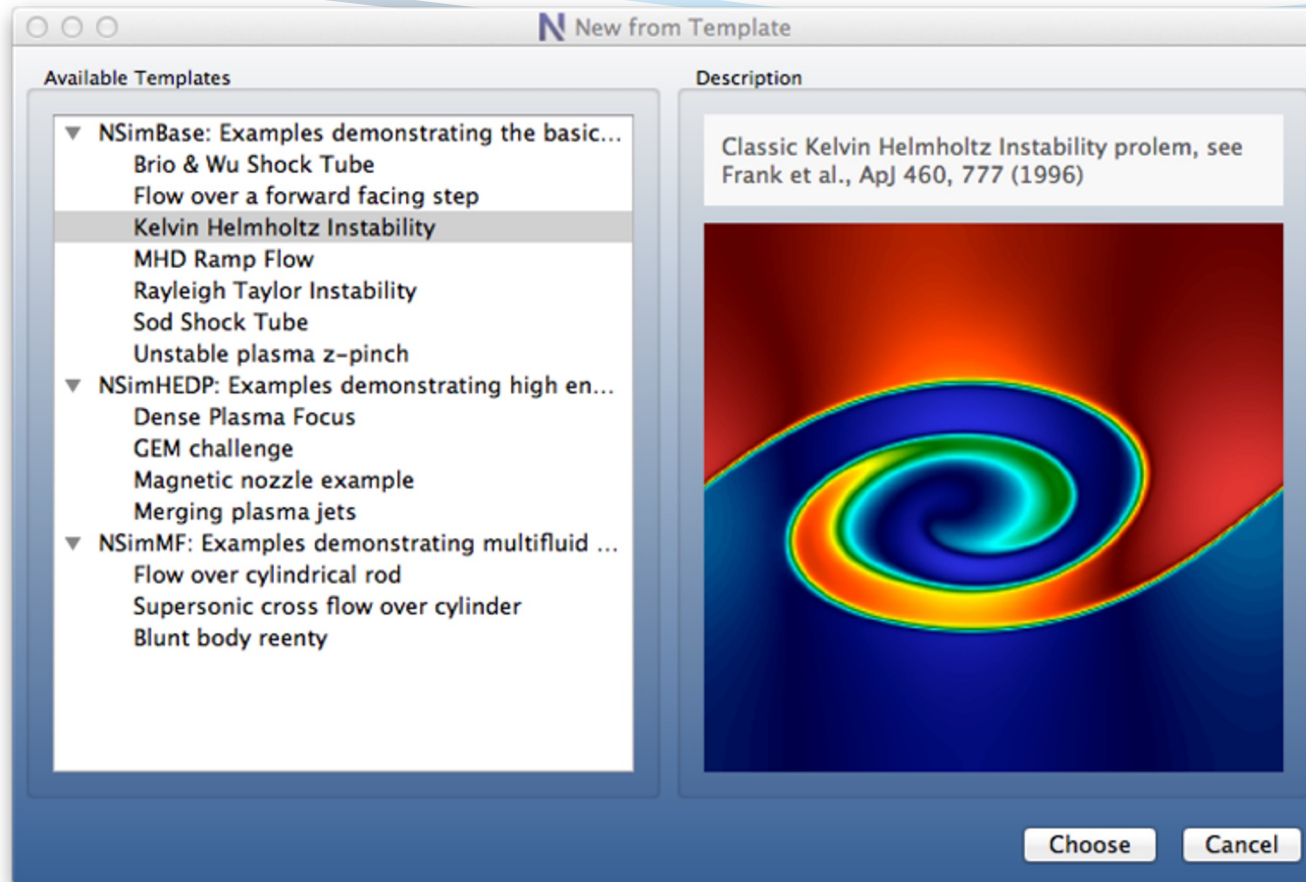 New from Template
Available Templates
NSimBase: Examples demonstrating the basic...
Brio & Wu Shock Tube
Flow over a forward facing step
Kelvin Helmholtz Instability
MHD Ramp Flow
Rayleigh Taylor Instability
Sod Shock Tube
Unstable plasma z-pinch
NSimHEDP: Examples demonstrating high en...
Dense Plasma Focus
GEM challenge
Magnetic nozzle example
Merging plasma jets
NSimMF: Examples demonstrating multifluid ...
Flow over cylindrical rod
Supersonic cross flow over cylinder
Blunt body reenty
Description
Classic Kelvin Helmholtz Instability prolem, see
Frank et al., ApJ 460, 777 (1996)
Choose
Cancel